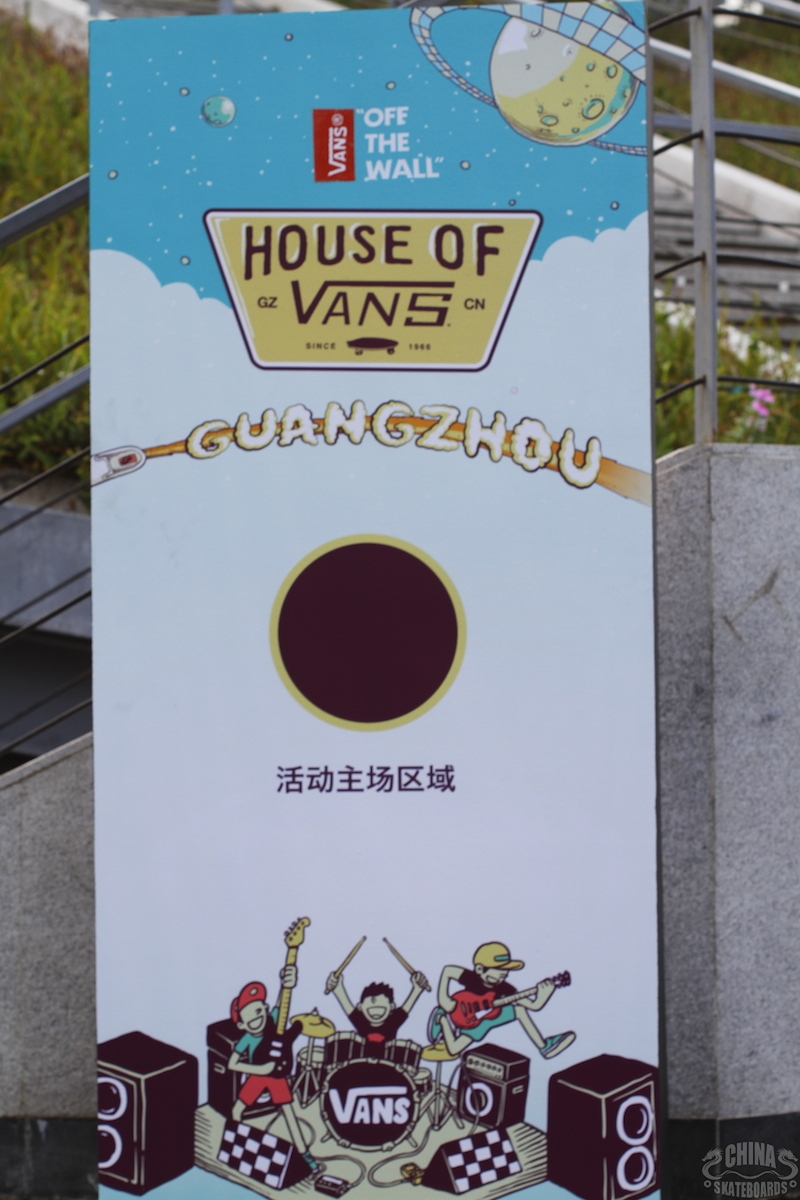 VANS®
"OFF
THE
WALL"
HOUSE OF
GZ VANS CN
SINCE 1966
GUANGZHOU
活动主场区域
VANS
CHINA
SKATEBOARDS